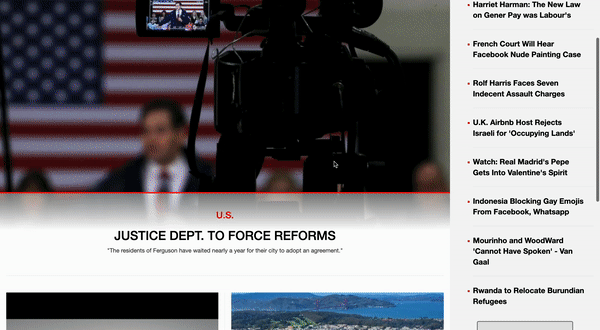 U.S.
JUSTICE DEPT. TO FORCE REFORMS
"The residents of Ferguson have waited nearly a year for their city to adopt an agreement."
Harriet Harman: The New Law
on Gener Pay was Labour's
French Court Will Hear
Facebook Nude Painting Case
Rolf Harris Faces Seven
Indecent Assault Charges
U.K. Airbnb Host Rejects
Israeli for 'Occupying Lands'
Watch: Real Madrid's Pepe
Gets Into Valentine's Spirit
Indonesia Blocking Gay Emojis
From Facebook, Whatsapp
Mourinho and WoodWard
'Cannot Have Spoken' - Van
Gaal
Rwanda to Relocate Burundian
Refugees